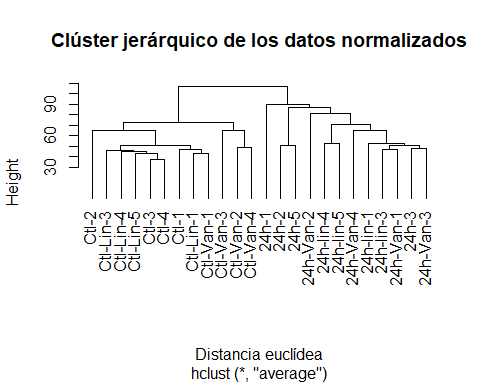 Clúster jerárquico de los datos normalizados
Height
30
60
90
Ctl-2
Ctl-Lin-3
Ctl-Lin-4
Ctl-Lin-5
Ctl-3
Ctl-4
Ctl-1
Ctl-Lin-1
Ctl-Van-1
Ctl-Van-3
Ctl-Van-2
Ctl-Van-4
24h-1
24h-2
24h-5
24h-Van-2
24h-lin-4
24h-lin-5
24h-Van-4
24h-lin-1
24h-lin-3
24h-Van-1
24h-3
24h-Van-3
Distancia euclídea
hclust (*, "average")